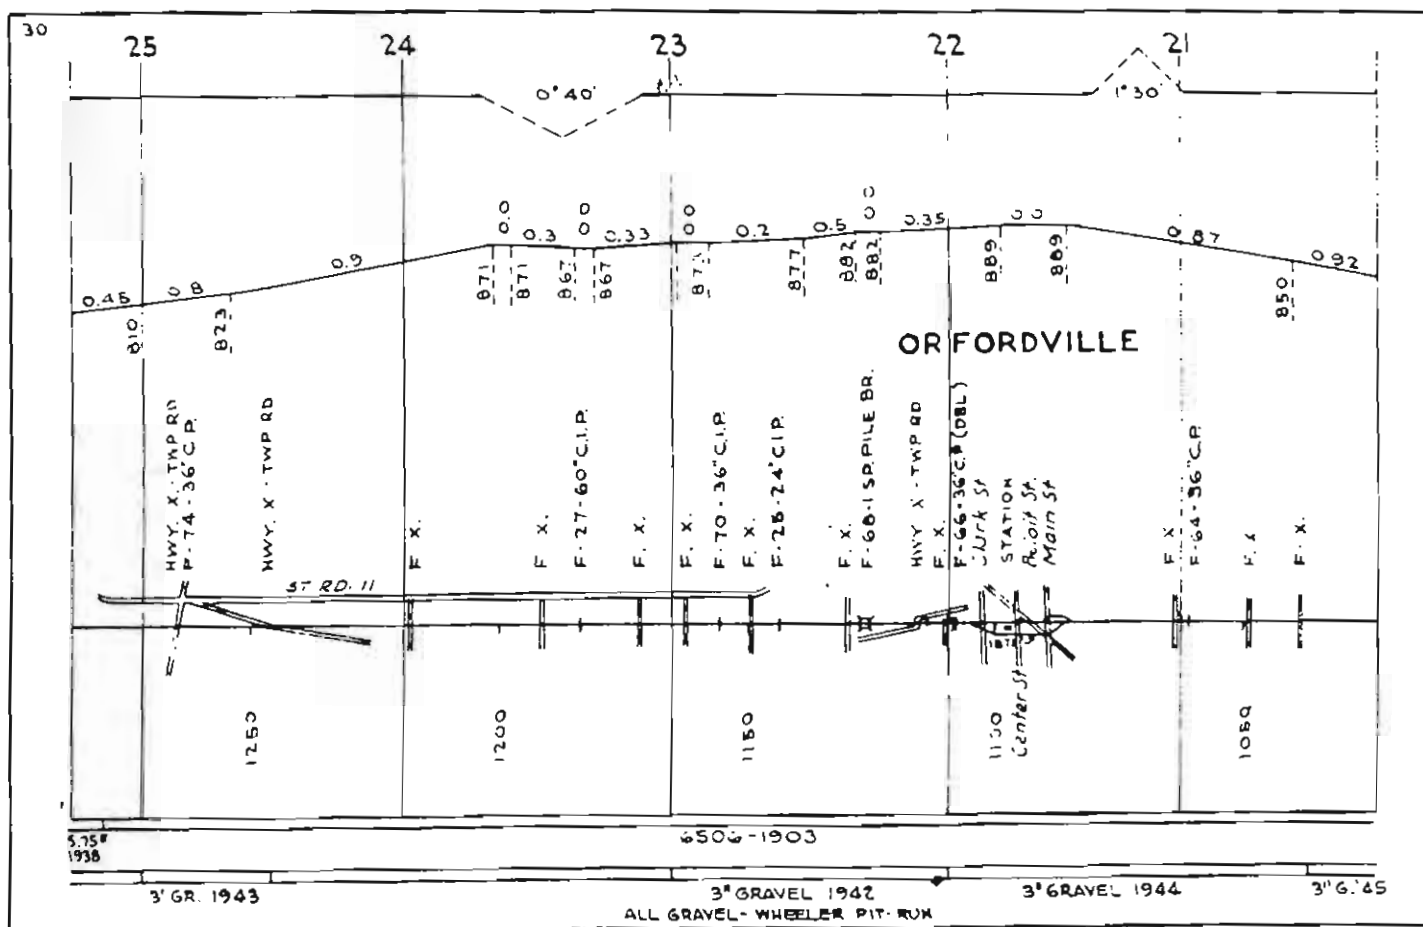 30
25 24 23 22 21
0°40' 1°30'
0.45 0.8 0.9 0.0 0.3 0.0 0.33 0.0 0.2 0.5 0.0 0.35 0.0 0.87 0.92
810 823 871 871 867 867 877 882 882 889 889 850
ORFORDVILLE
HWY. X - TWP RD
F-74-36"C.P.
HWY. X - TWP RD
F. X.
F. X.
F-27-60"C.I.P.
F. X.
F. X.
F-70-36"C.I.P.
F. X.
F-28-24"C.I.P.
F. X.
F-68-1 SP. PILE BR.
HWY X - TWP RD
F. X.
F-66-36"C.P. (DBL)
STATION
Main St
F. X.
F-64-36"C.P.
F. X
F. X.
ST RD. 11
1250 1200 1150 1100 1050
Center St
5.75"
1938
6506-1903
3" GR. 1943 3" GRAVEL 1942 3" GRAVEL 1944 3" G. '45
ALL GRAVEL - WHEELER PIT-RUN